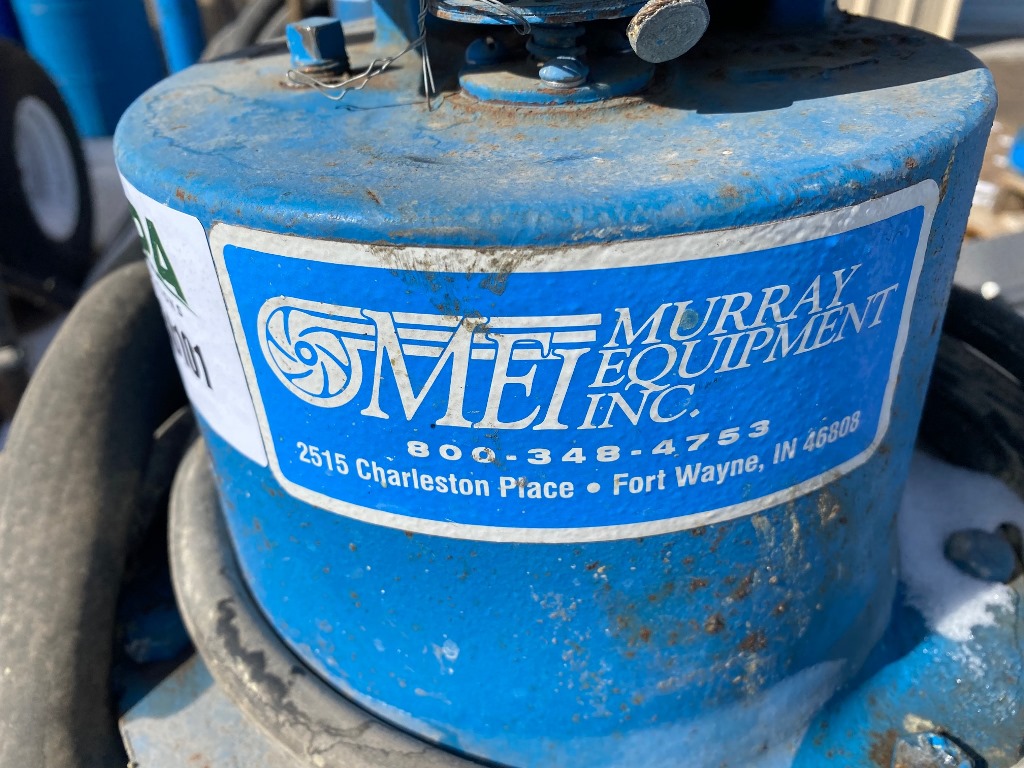 MEI
MURRAY
EQUIPMENT
INC.
800-348-4753
2515 Charleston Place • Fort Wayne, IN 46808